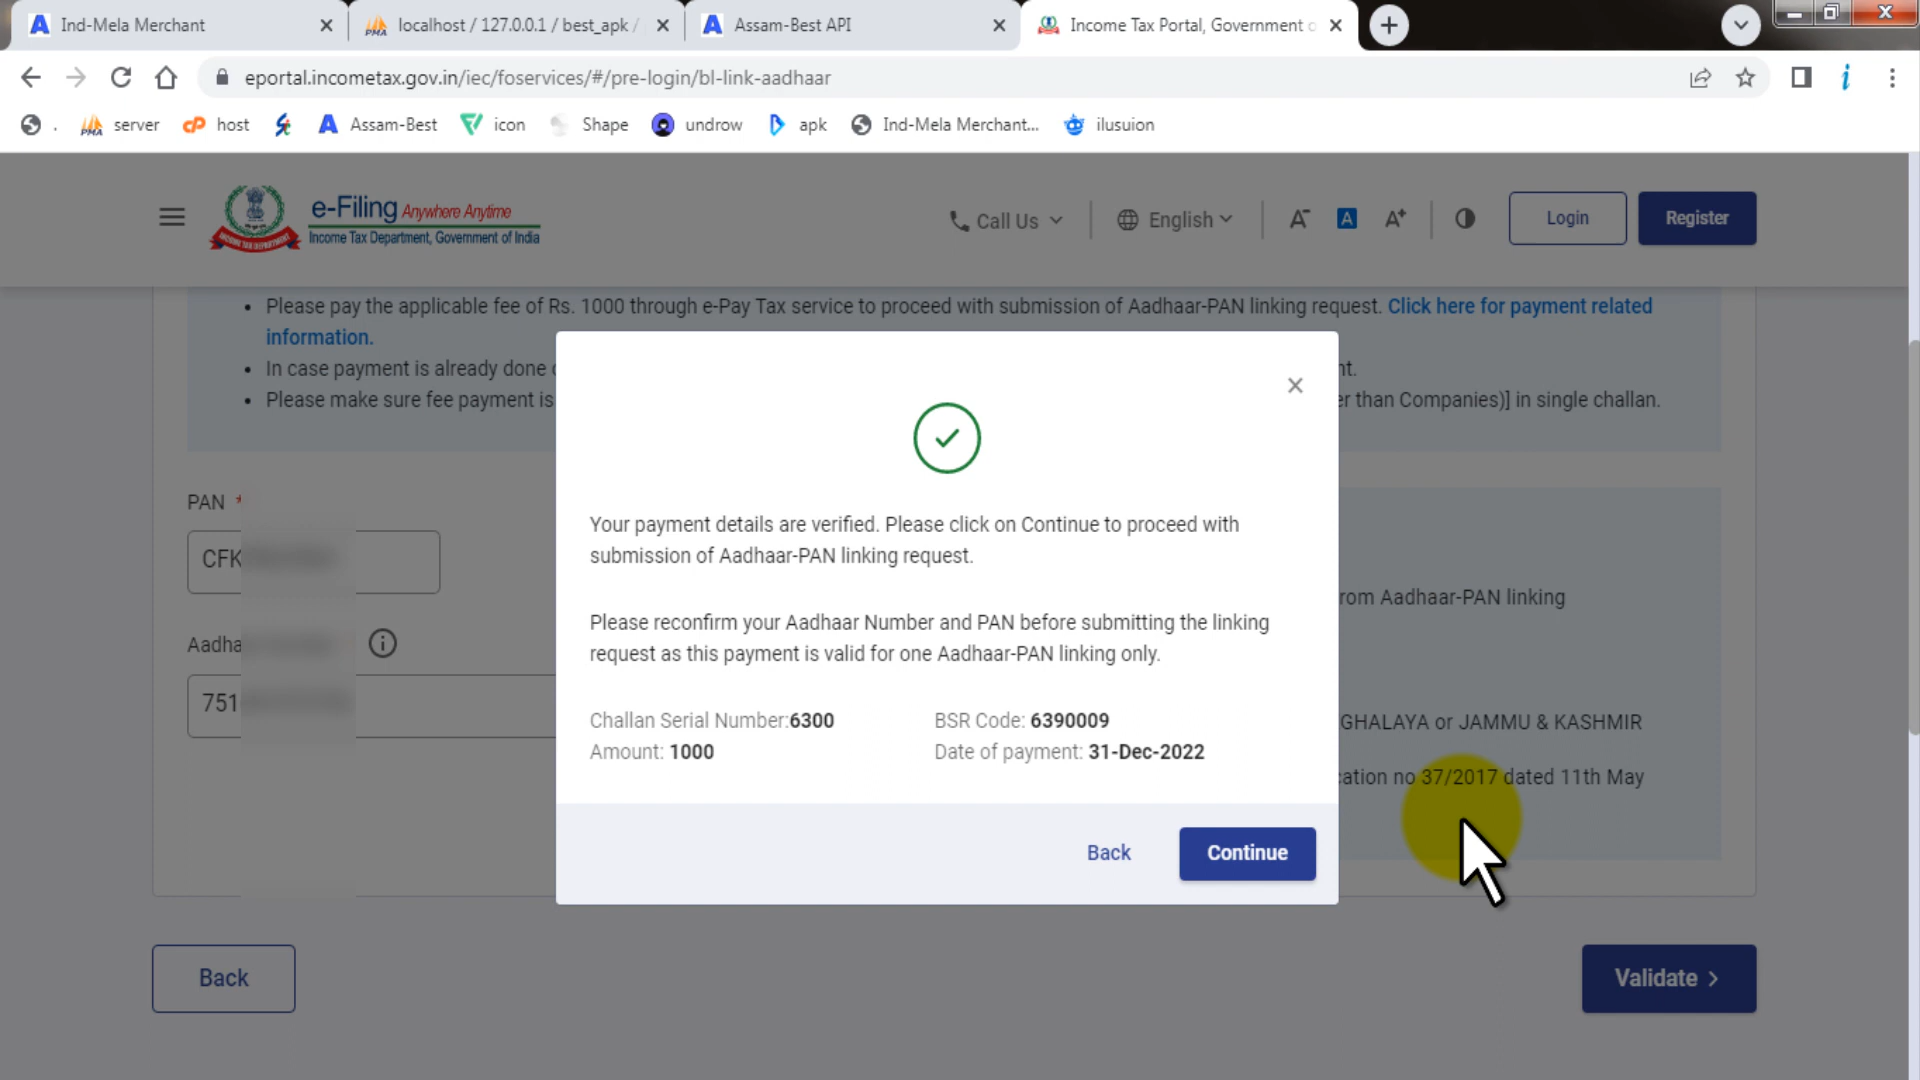 Ind-Mela Merchant
localhost / 127.0.0.1 / best_apk /
Assam-Best API
Income Tax Portal, Government o
eportal.incometax.gov.in/iec/foservices/#/pre-login/bl-link-aadhaar
. server host Assam-Best icon Shape undrow apk Ind-Mela Merchant... ilusuion
e-Filing Anywhere Anytime
Income Tax Department, Government of India
Call Us English A- A A+ Login Register
Please pay the applicable fee of Rs. 1000 through e-Pay Tax service to proceed with submission of Aadhaar-PAN linking request. Click here for payment related
information.
In case payment is already done
Please make sure fee payment is
nt.
er than Companies)] in single challan.
PAN *
CFK
Aadha
751
rom Aadhaar-PAN linking
GHALAYA or JAMMU & KASHMIR
cation no 37/2017 dated 11th May
Your payment details are verified. Please click on Continue to proceed with
submission of Aadhaar-PAN linking request.
Please reconfirm your Aadhaar Number and PAN before submitting the linking
request as this payment is valid for one Aadhaar-PAN linking only.
Challan Serial Number:6300 BSR Code: 6390009
Amount: 1000 Date of payment: 31-Dec-2022
Back Continue
Back Validate >